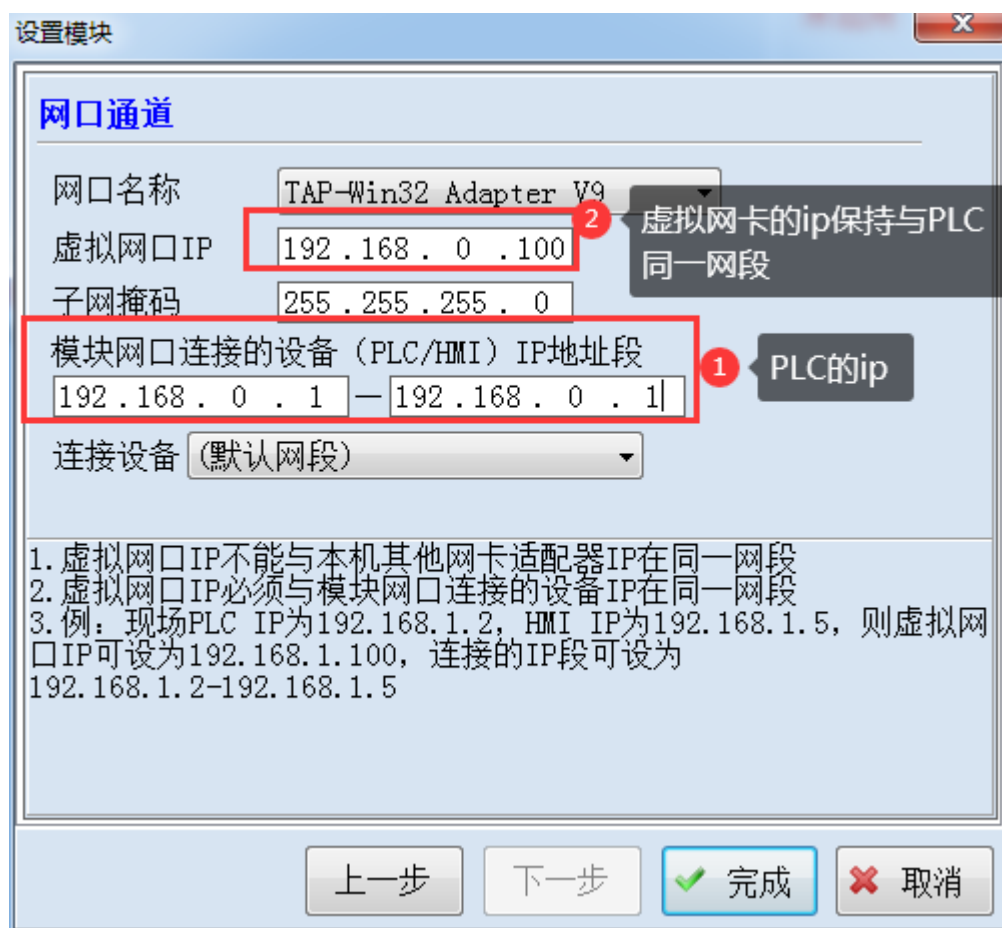 设置模块
网口通道
网口名称 TAP-Win32 Adapter V9
虚拟网口IP 192.168. 0 .100
2 虚拟网卡的ip保持与PLC
同一网段
子网掩码 255.255.255. 0
模块网口连接的设备（PLC/HMI）IP地址段
192.168. 0 . 1 —192.168. 0 . 1
1 PLC的ip
连接设备 (默认网段)
1.虚拟网口IP不能与本机其他网卡适配器IP在同一网段
2.虚拟网口IP必须与模块网口连接的设备IP在同一网段
3.例：现场PLC IP为192.168.1.2，HMI IP为192.168.1.5，则虚拟网
口IP可设为192.168.1.100，连接的IP段可设为
192.168.1.2-192.168.1.5
上一步 下一步 完成 取消